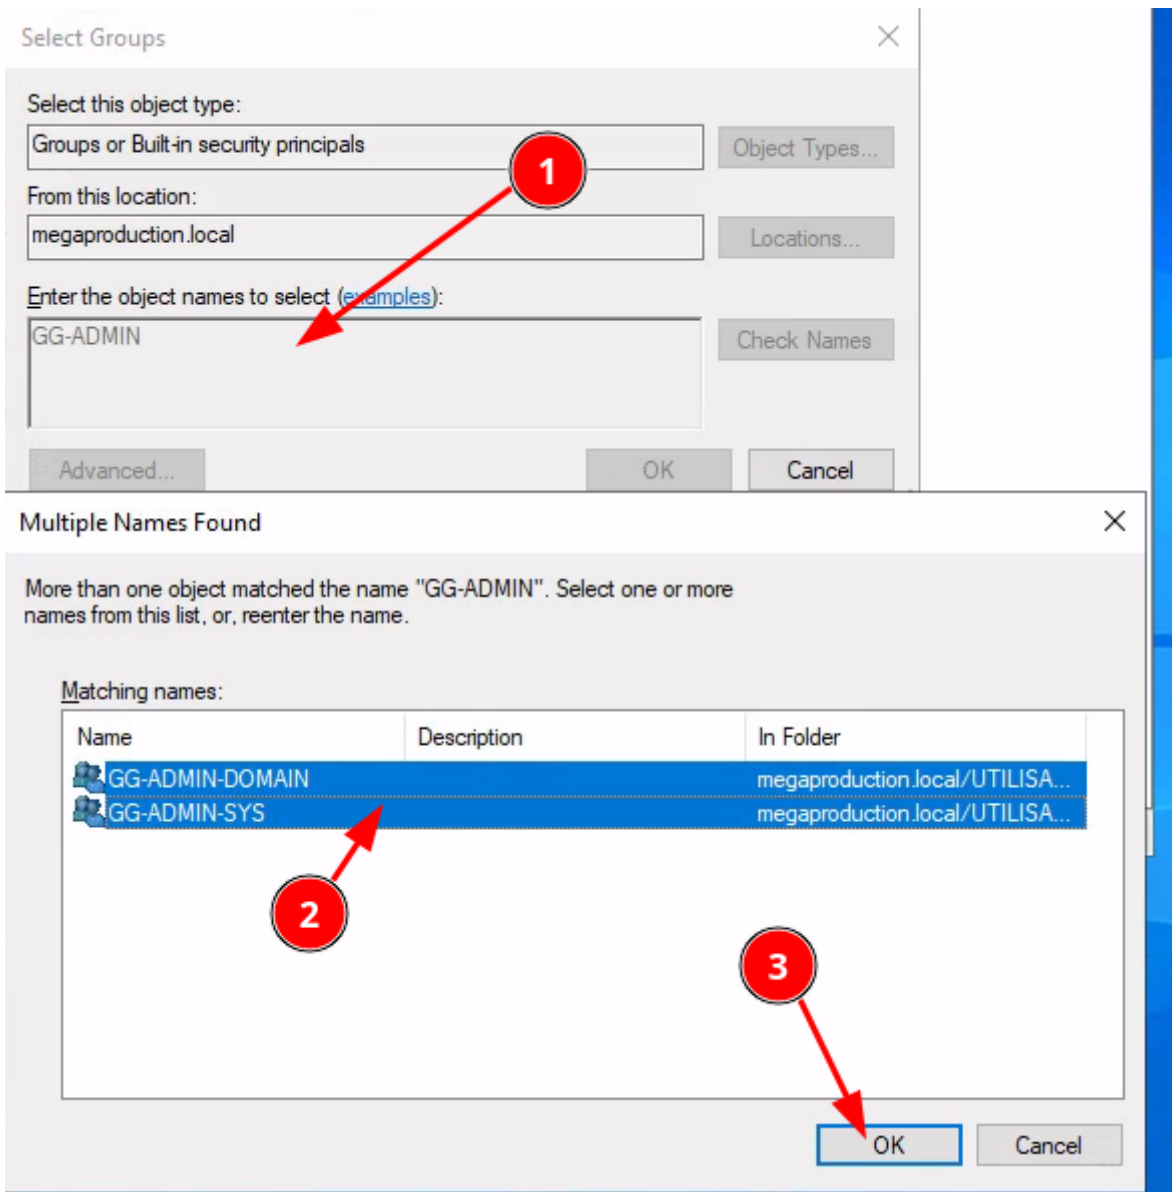 Select Groups
Select this object type:
Groups or Built-in security principals
Object Types...
1
From this location:
megaproduction.local
Locations...
Enter the object names to select (examples):
GG-ADMIN
Check Names
Advanced...
OK
Cancel
Multiple Names Found
More than one object matched the name "GG-ADMIN". Select one or more
names from this list, or, reenter the name.
Matching names:
Name Description In Folder
GG-ADMIN-DOMAIN megaproduction.local/UTILISA...
GG-ADMIN-SYS megaproduction.local/UTILISA...
2
3
OK
Cancel